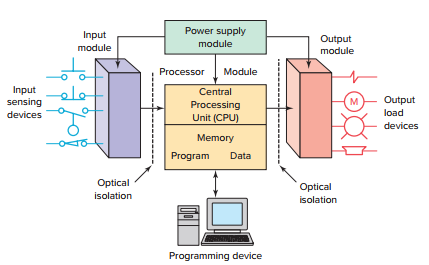 Input
module
Power supply
module
Output
module
Processor Module
Input
sensing
devices
Central
Processing
Unit (CPU)
Memory
Program Data
M
Output
load
devices
Optical
isolation
Optical
isolation
Programming device